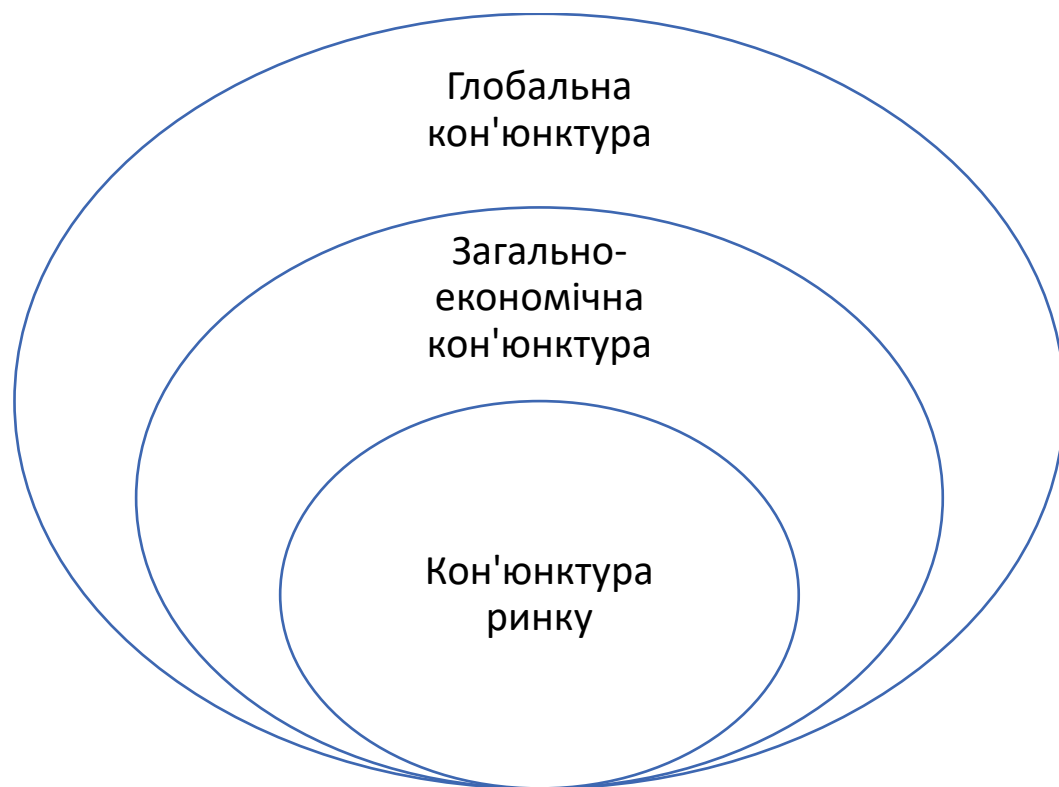 Глобальна
кон'юнктура
Загально-
економічна
кон'юнктура
Кон'юнктура
ринку